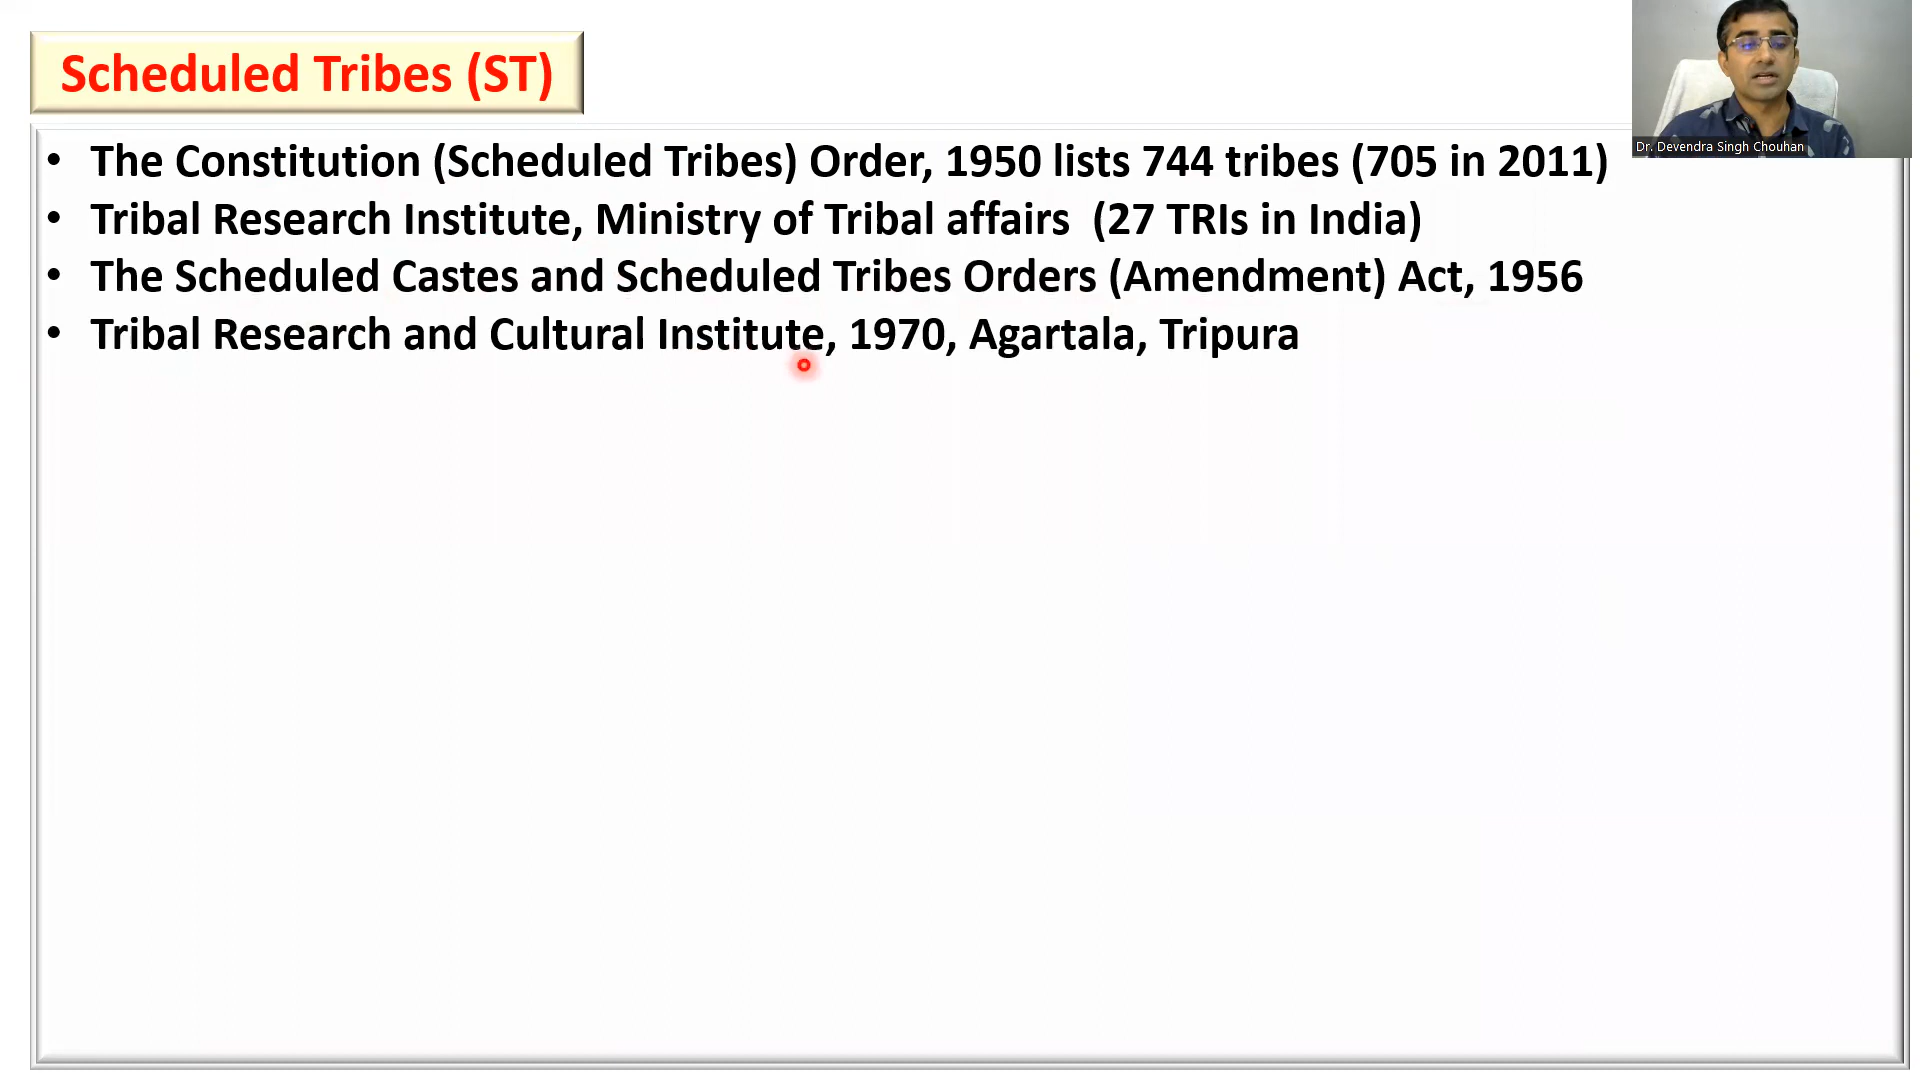 Scheduled Tribes (ST)
Dr. Devendra Singh Chouhan
• The Constitution (Scheduled Tribes) Order, 1950 lists 744 tribes (705 in 2011)
• Tribal Research Institute, Ministry of Tribal affairs (27 TRIs in India)
• The Scheduled Castes and Scheduled Tribes Orders (Amendment) Act, 1956
• Tribal Research and Cultural Institute, 1970, Agartala, Tripura